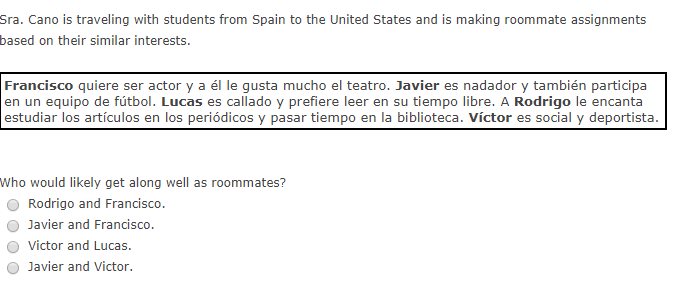 Sra. Cano is traveling with students from Spain to the United States and is making roommate assignments
based on their similar interests.
Francisco quiere ser actor y a él le gusta mucho el teatro. Javier es nadador y también participa
en un equipo de fútbol. Lucas es callado y prefiere leer en su tiempo libre. A Rodrigo le encanta
estudiar los artículos en los periódicos y pasar tiempo en la biblioteca. Víctor es social y deportista.
Who would likely get along well as roommates?
Rodrigo and Francisco.
Javier and Francisco.
Victor and Lucas.
Javier and Victor.